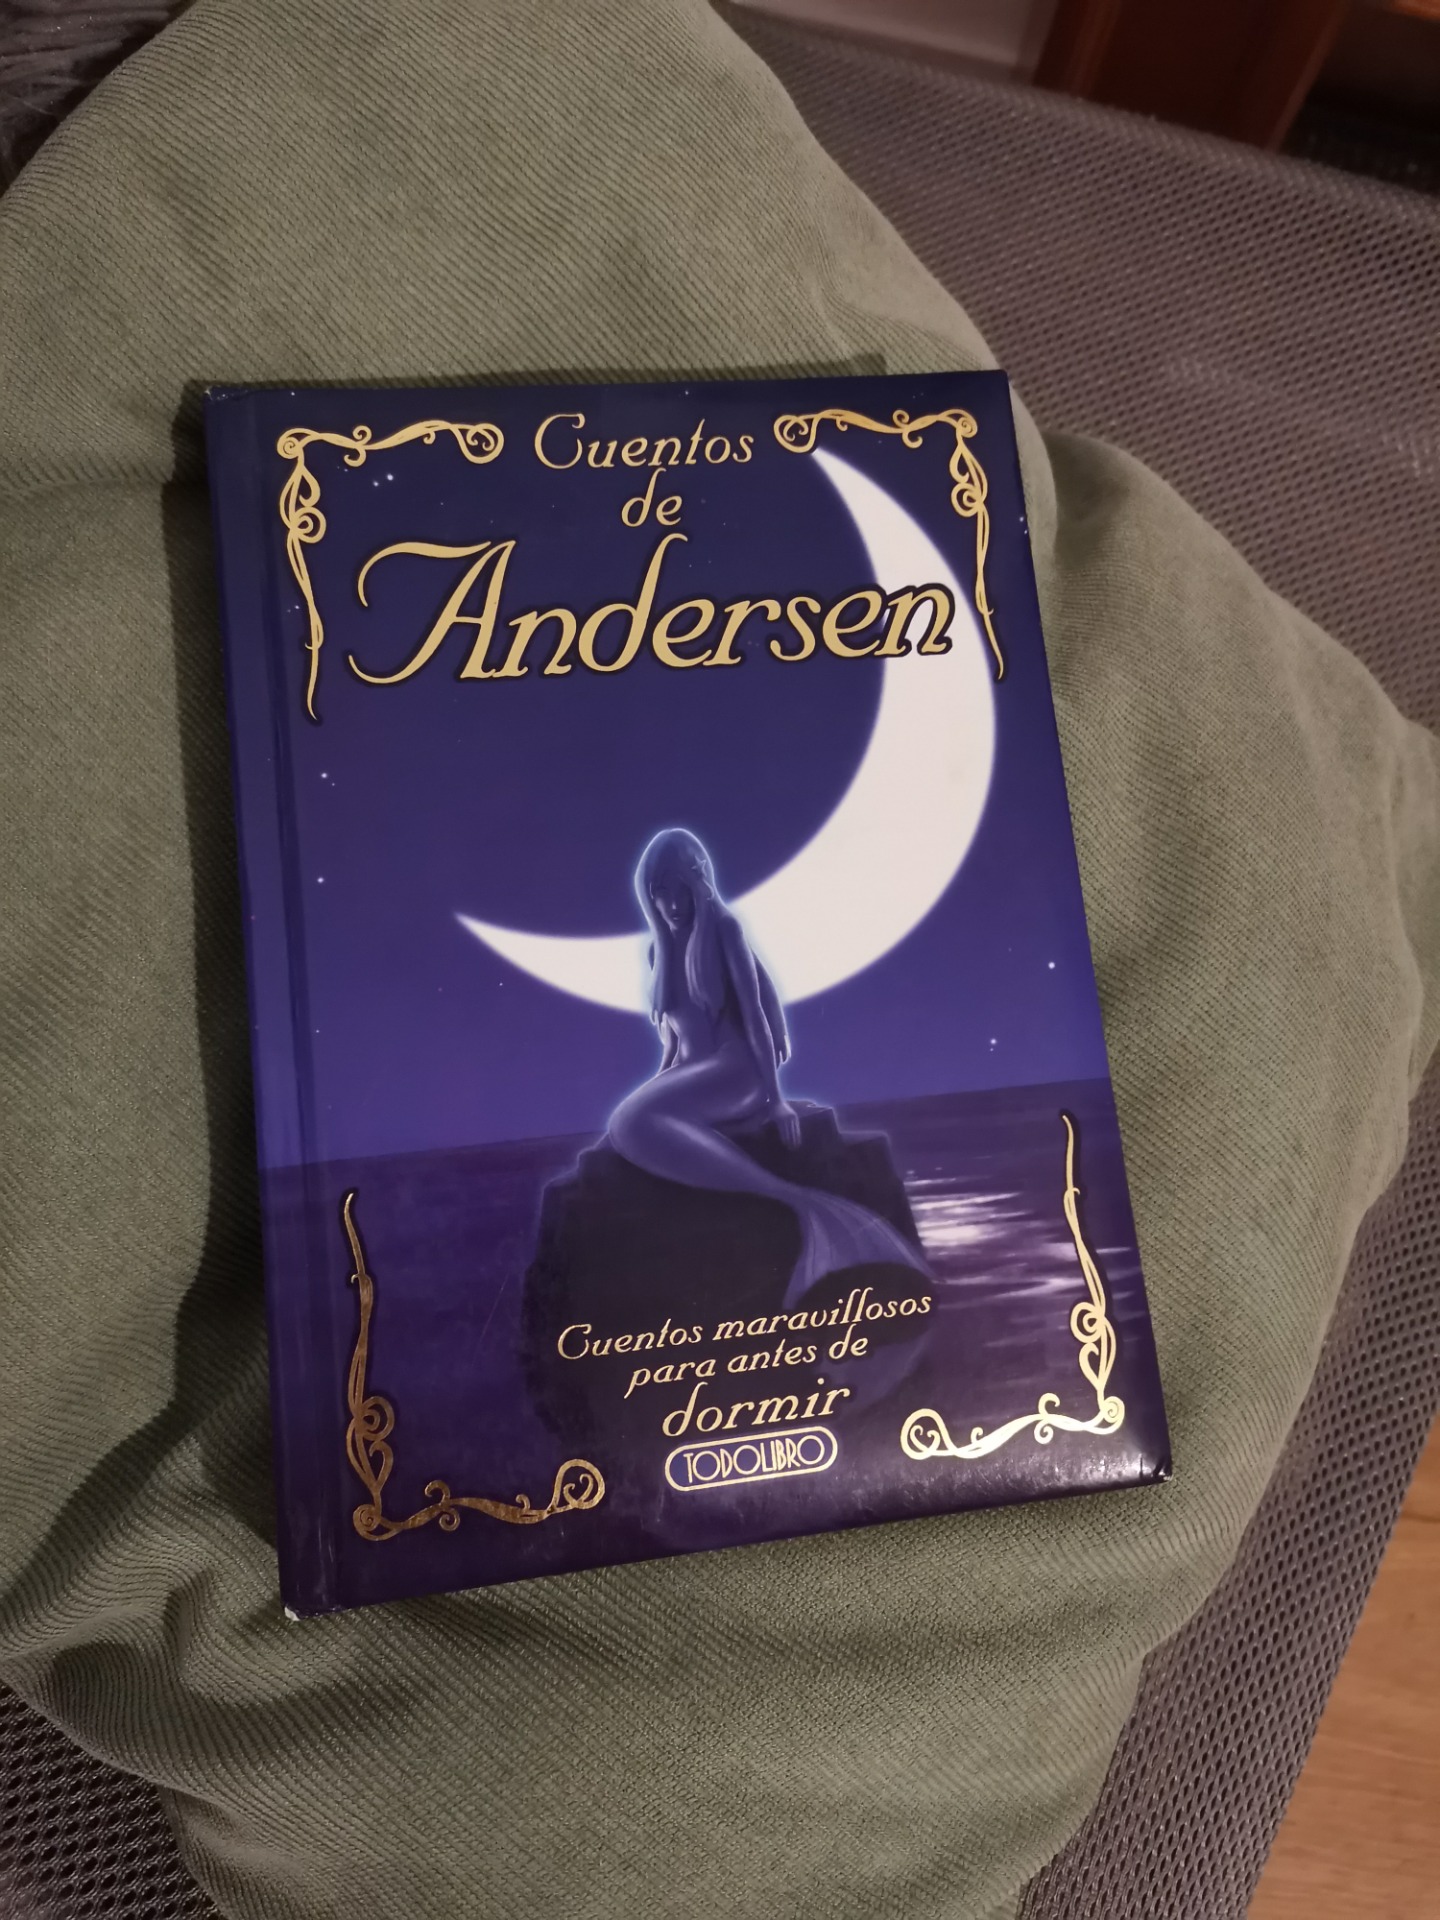 Cuentos
de
Andersen
Cuentos maravillosos
para antes de
dormir
TODOLIBRO